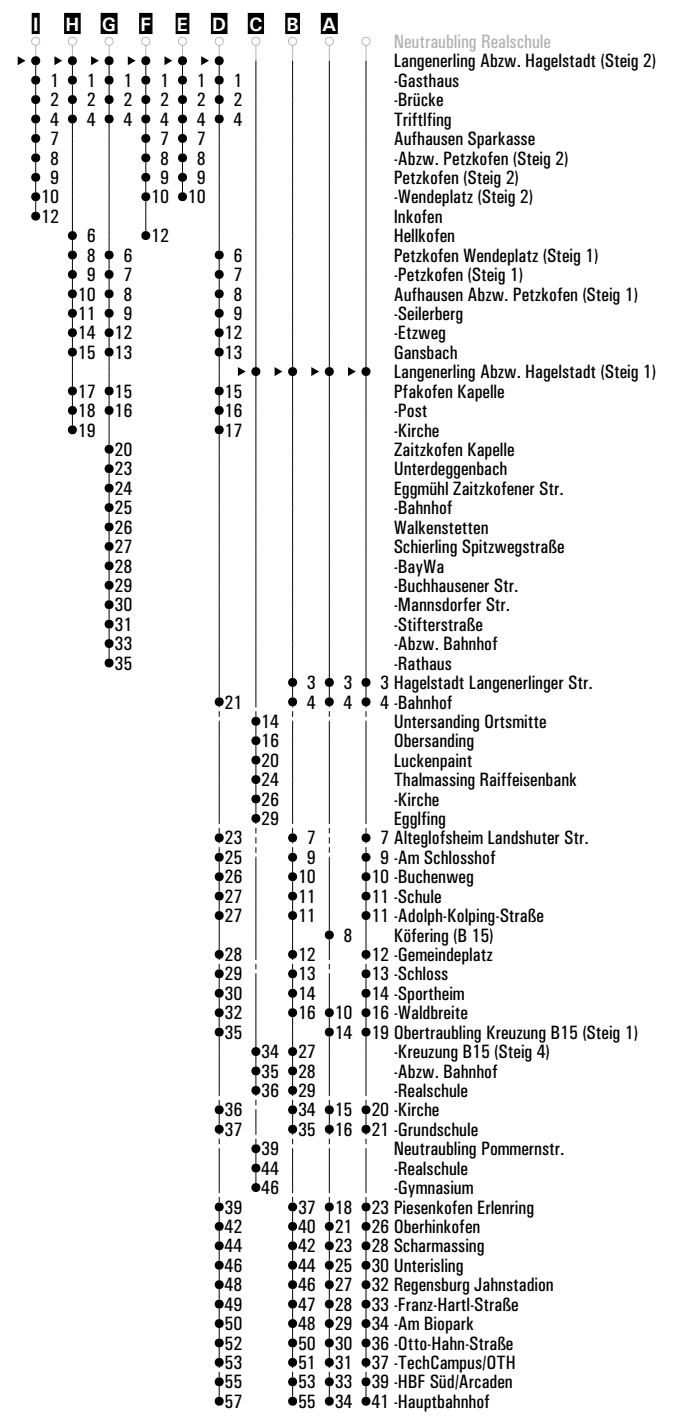 I H G F E D C B A
Neutraubling Realschule
Langenerling Abzw. Hagelstadt (Steig 2)
1 1 1 1 1 1 -Gasthaus
2 2 2 2 2 2 -Brücke
4 4 4 4 4 4 Triftlfing
7 7 7 Aufhausen Sparkasse
8 8 8 -Abzw. Petzkofen (Steig 2)
9 9 9 Petzkofen (Steig 2)
10 10 10 -Wendeplatz (Steig 2)
12 Inkofen
6 12 Hellkofen
8 6 6 Petzkofen Wendeplatz (Steig 1)
9 7 7 -Petzkofen (Steig 1)
10 8 8 Aufhausen Abzw. Petzkofen (Steig 1)
11 9 9 -Seilerberg
14 12 12 -Etzweg
15 13 13 Gansbach
Langenerling Abzw. Hagelstadt (Steig 1)
17 15 15 Pfakofen Kapelle
18 16 16 -Post
19 17 -Kirche
20 Zaitzkofen Kapelle
23 Unterdeggenbach
24 Eggmühl Zaitzkofener Str.
25 -Bahnhof
26 Walkenstetten
27 Schierling Spitzwegstraße
28 -BayWa
29 -Buchhausener Str.
30 -Mannsdorfer Str.
31 -Stifterstraße
33 -Abzw. Bahnhof
35 -Rathaus
3 3 3 Hagelstadt Langenerlinger Str.
21 4 4 4 -Bahnhof
14 Untersanding Ortsmitte
16 Obersanding
20 Luckenpaint
24 Thalmassing Raiffeisenbank
26 -Kirche
29 Egglfing
23 7 7 Alteglofsheim Landshuter Str.
25 9 9 -Am Schlosshof
26 10 10 -Buchenweg
27 11 11 -Schule
27 11 11 -Adolph-Kolping-Straße
8 Köfering (B 15)
28 12 12 -Gemeindeplatz
29 13 13 -Schloss
30 14 14 -Sportheim
32 16 10 16 -Waldbreite
35 14 19 Obertraubling Kreuzung B15 (Steig 1)
34 27 -Kreuzung B15 (Steig 4)
35 28 -Abzw. Bahnhof
36 29 -Realschule
36 34 15 20 -Kirche
37 35 16 21 -Grundschule
39 Neutraubling Pommernstr.
44 -Realschule
46 -Gymnasium
39 37 18 23 Piesenkofen Erlenring
42 40 21 26 Oberhinkofen
44 42 23 28 Scharmassing
46 44 25 30 Unterisling
48 46 27 32 Regensburg Jahnstadion
49 47 28 33 -Franz-Hartl-Straße
50 48 29 34 -Am Biopark
52 50 30 36 -Otto-Hahn-Straße
53 51 31 37 -TechCampus/OTH
55 53 33 39 -HBF Süd/Arcaden
57 55 34 41 -Hauptbahnhof